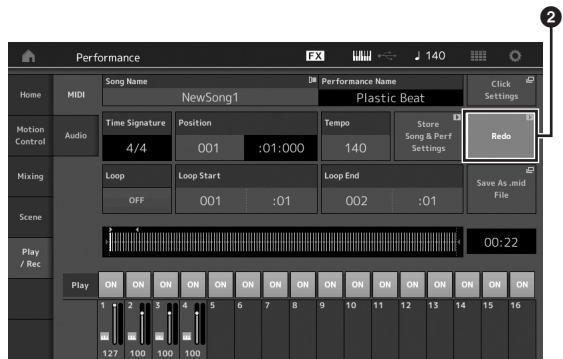 2
Performance FX 140
Home MIDI Song Name NewSong1 Performance Name Plastic Beat Click Settings
Motion Control Audio Time Signature 4/4 Position 001 :01:000 Tempo 140 Store Song & Perf Settings Redo
Mixing Loop OFF Loop Start 001 :01 Loop End 002 :01 Save As .mid File
Scene
Play / Rec 00:22
Play ON ON ON ON ON ON ON ON ON ON ON ON ON ON ON ON
1 2 3 4 5 6 7 8 9 10 11 12 13 14 15 16
127 100 100 100